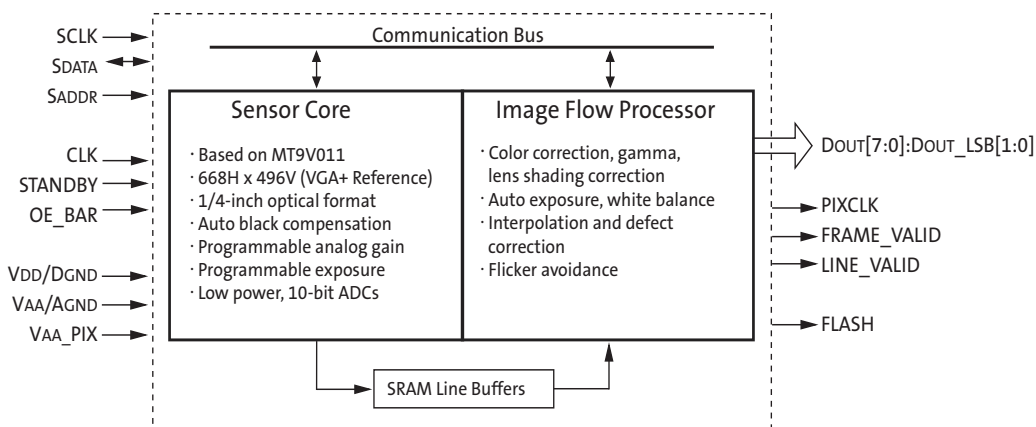 SCLK
SDATA
SADDR
CLK
STANDBY
OE_BAR
VDD/DGND
VAA/AGND
VAA_PIX
Communication Bus
Sensor Core
· Based on MT9V011
· 668H x 496V (VGA+ Reference)
· 1/4-inch optical format
· Auto black compensation
· Programmable analog gain
· Programmable exposure
· Low power, 10-bit ADCs
Image Flow Processor
· Color correction, gamma,
lens shading correction
· Auto exposure, white balance
· Interpolation and defect
correction
· Flicker avoidance
SRAM Line Buffers
DOUT[7:0]:DOUT_LSB[1:0]
PIXCLK
FRAME_VALID
LINE_VALID
FLASH